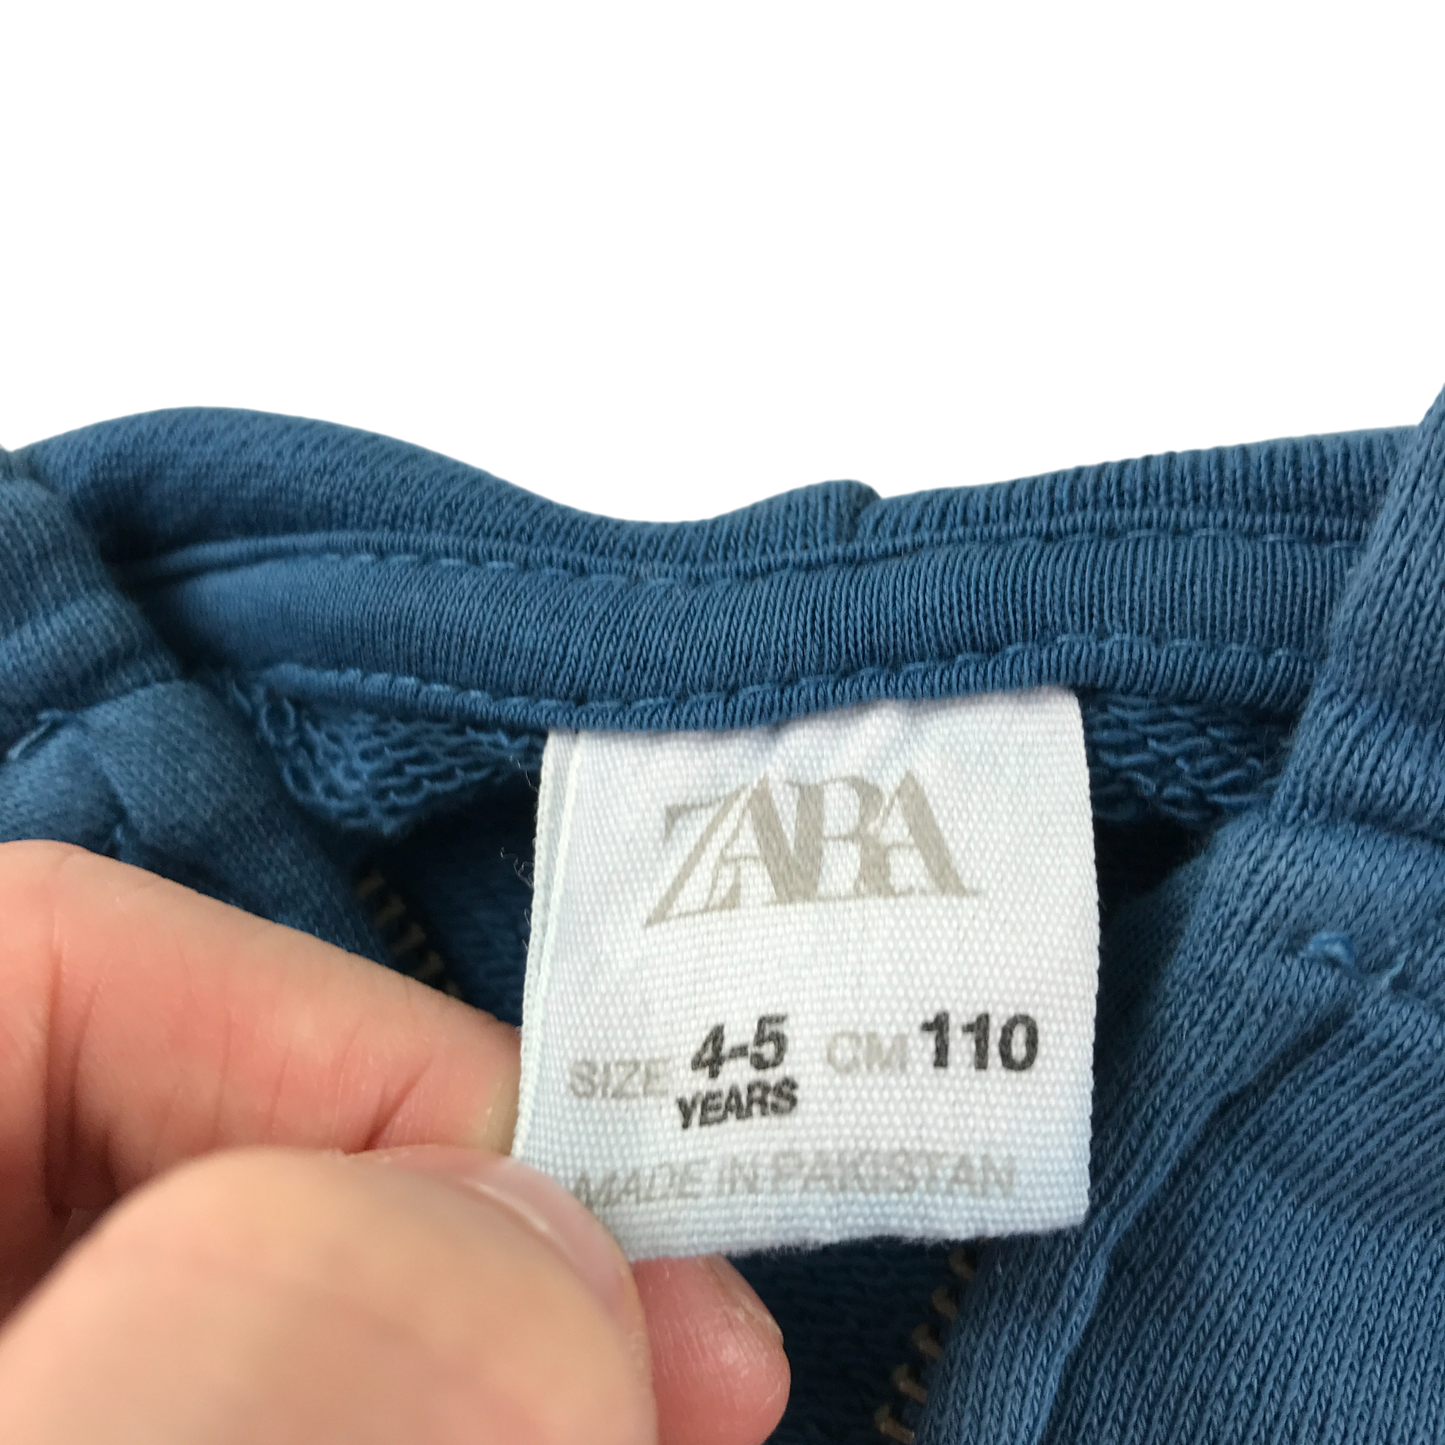 ZARA
SIZE 4-5 CM 110
YEARS
MADE IN PAKISTAN